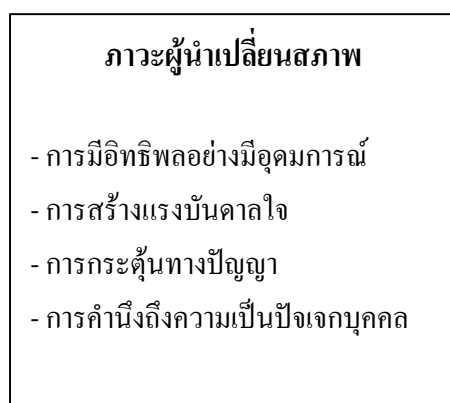 ภาวะผู้นำเปลี่ยนสภาพ
- การมีอิทธิพลอย่างมีอุดมการณ์
- การสร้างแรงบันดาลใจ
- การกระตุ้นทางปัญญา
- การคำนึงถึงความเป็นปัจเจกบุคคล